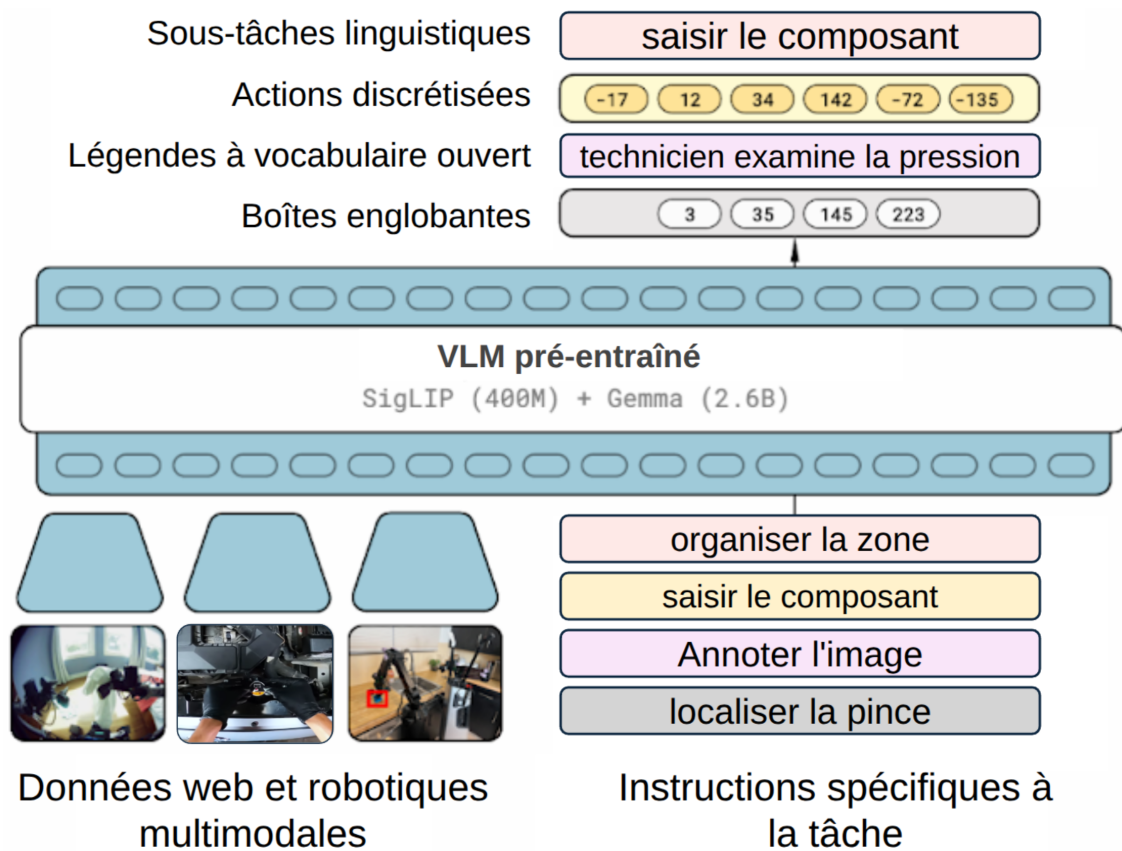 Sous-tâches linguistiques
saisir le composant
Actions discrétisées
-17 12 34 142 -72 -135
Légendes à vocabulaire ouvert
technicien examine la pression
Boîtes englobantes
3 35 145 223
VLM pré-entraîné
SigLIP (400M) + Gemma (2.6B)
organiser la zone
saisir le composant
Annoter l'image
localiser la pince
Données web et robotiques
multimodales
Instructions spécifiques à
la tâche